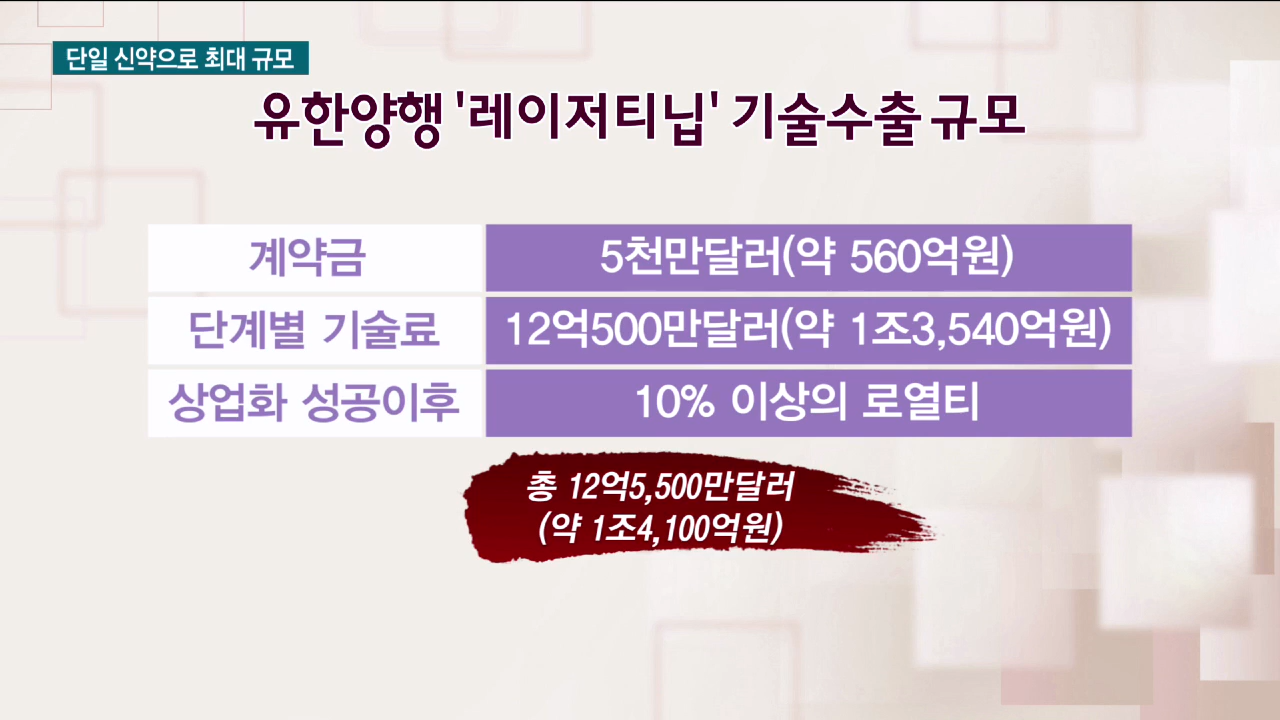 단일 신약으로 최대 규모
유한양행 '레이저티닙' 기술수출 규모
계약금 5천만달러(약 560억원)
단계별 기술료 12억500만달러(약 1조3,540억원)
상업화 성공이후 10% 이상의 로열티
총 12억5,500만달러
(약 1조4,100억원)